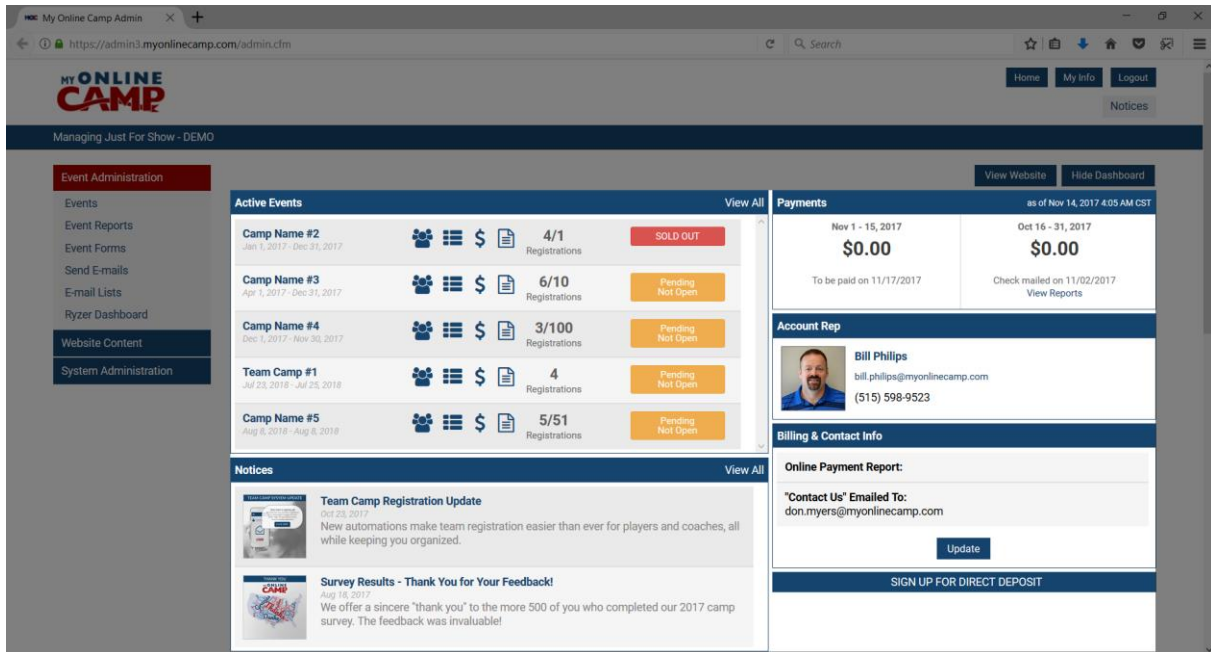 My Online Camp Admin
https://admin3.myonlinecamp.com/admin.cfm
Search
MY ONLINE
CAMP
Home My Info Logout
Notices
Managing Just For Show - DEMO
View Website Hide Dashboard
Event Administration
Events
Event Reports
Event Forms
Send E-mails
E-mail Lists
Ryzer Dashboard
Website Content
System Administration
Active Events View All
Camp Name #2
Jan 1, 2017 - Dec 31, 2017
4/1
Registrations
SOLD OUT
Camp Name #3
Apr 1, 2017 - Dec 31, 2017
6/10
Registrations
Pending
Not Open
Camp Name #4
Dec 1, 2017 - Nov 30, 2017
3/100
Registrations
Pending
Not Open
Team Camp #1
Jul 23, 2018 - Jul 25, 2018
4
Registrations
Pending
Not Open
Camp Name #5
Aug 8, 2018 - Aug 8, 2018
5/51
Registrations
Pending
Not Open
Notices View All
Team Camp Registration Update
Oct 23, 2017
New automations make team registration easier than ever for players and coaches, all
while keeping you organized.
Survey Results - Thank You for Your Feedback!
Aug 18, 2017
We offer a sincere "thank you" to the more 500 of you who completed our 2017 camp
survey. The feedback was invaluable!
Payments as of Nov 14, 2017 4:05 AM CST
Nov 1 - 15, 2017
$0.00
To be paid on 11/17/2017
Oct 16 - 31, 2017
$0.00
Check mailed on 11/02/2017
View Reports
Account Rep
Bill Philips
bill.philips@myonlinecamp.com
(515) 598-9523
Billing & Contact Info
Online Payment Report:
"Contact Us" Emailed To:
don.myers@myonlinecamp.com
Update
SIGN UP FOR DIRECT DEPOSIT